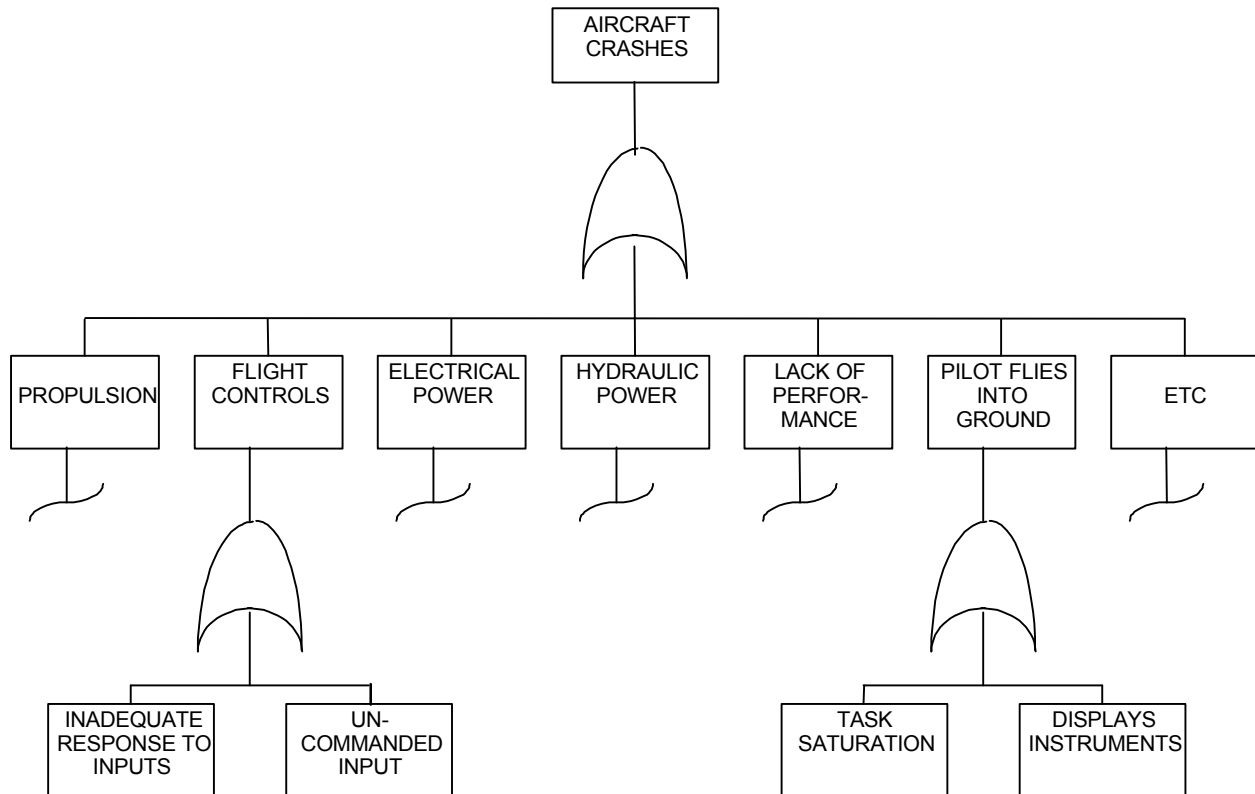 AIRCRAFT
CRASHES
PROPULSION
FLIGHT
CONTROLS
ELECTRICAL
POWER
HYDRAULIC
POWER
LACK OF
PERFOR-
MANCE
PILOT FLIES
INTO
GROUND
ETC
INADEQUATE
RESPONSE TO
INPUTS
UN-
COMMANDED
INPUT
TASK
SATURATION
DISPLAYS
INSTRUMENTS